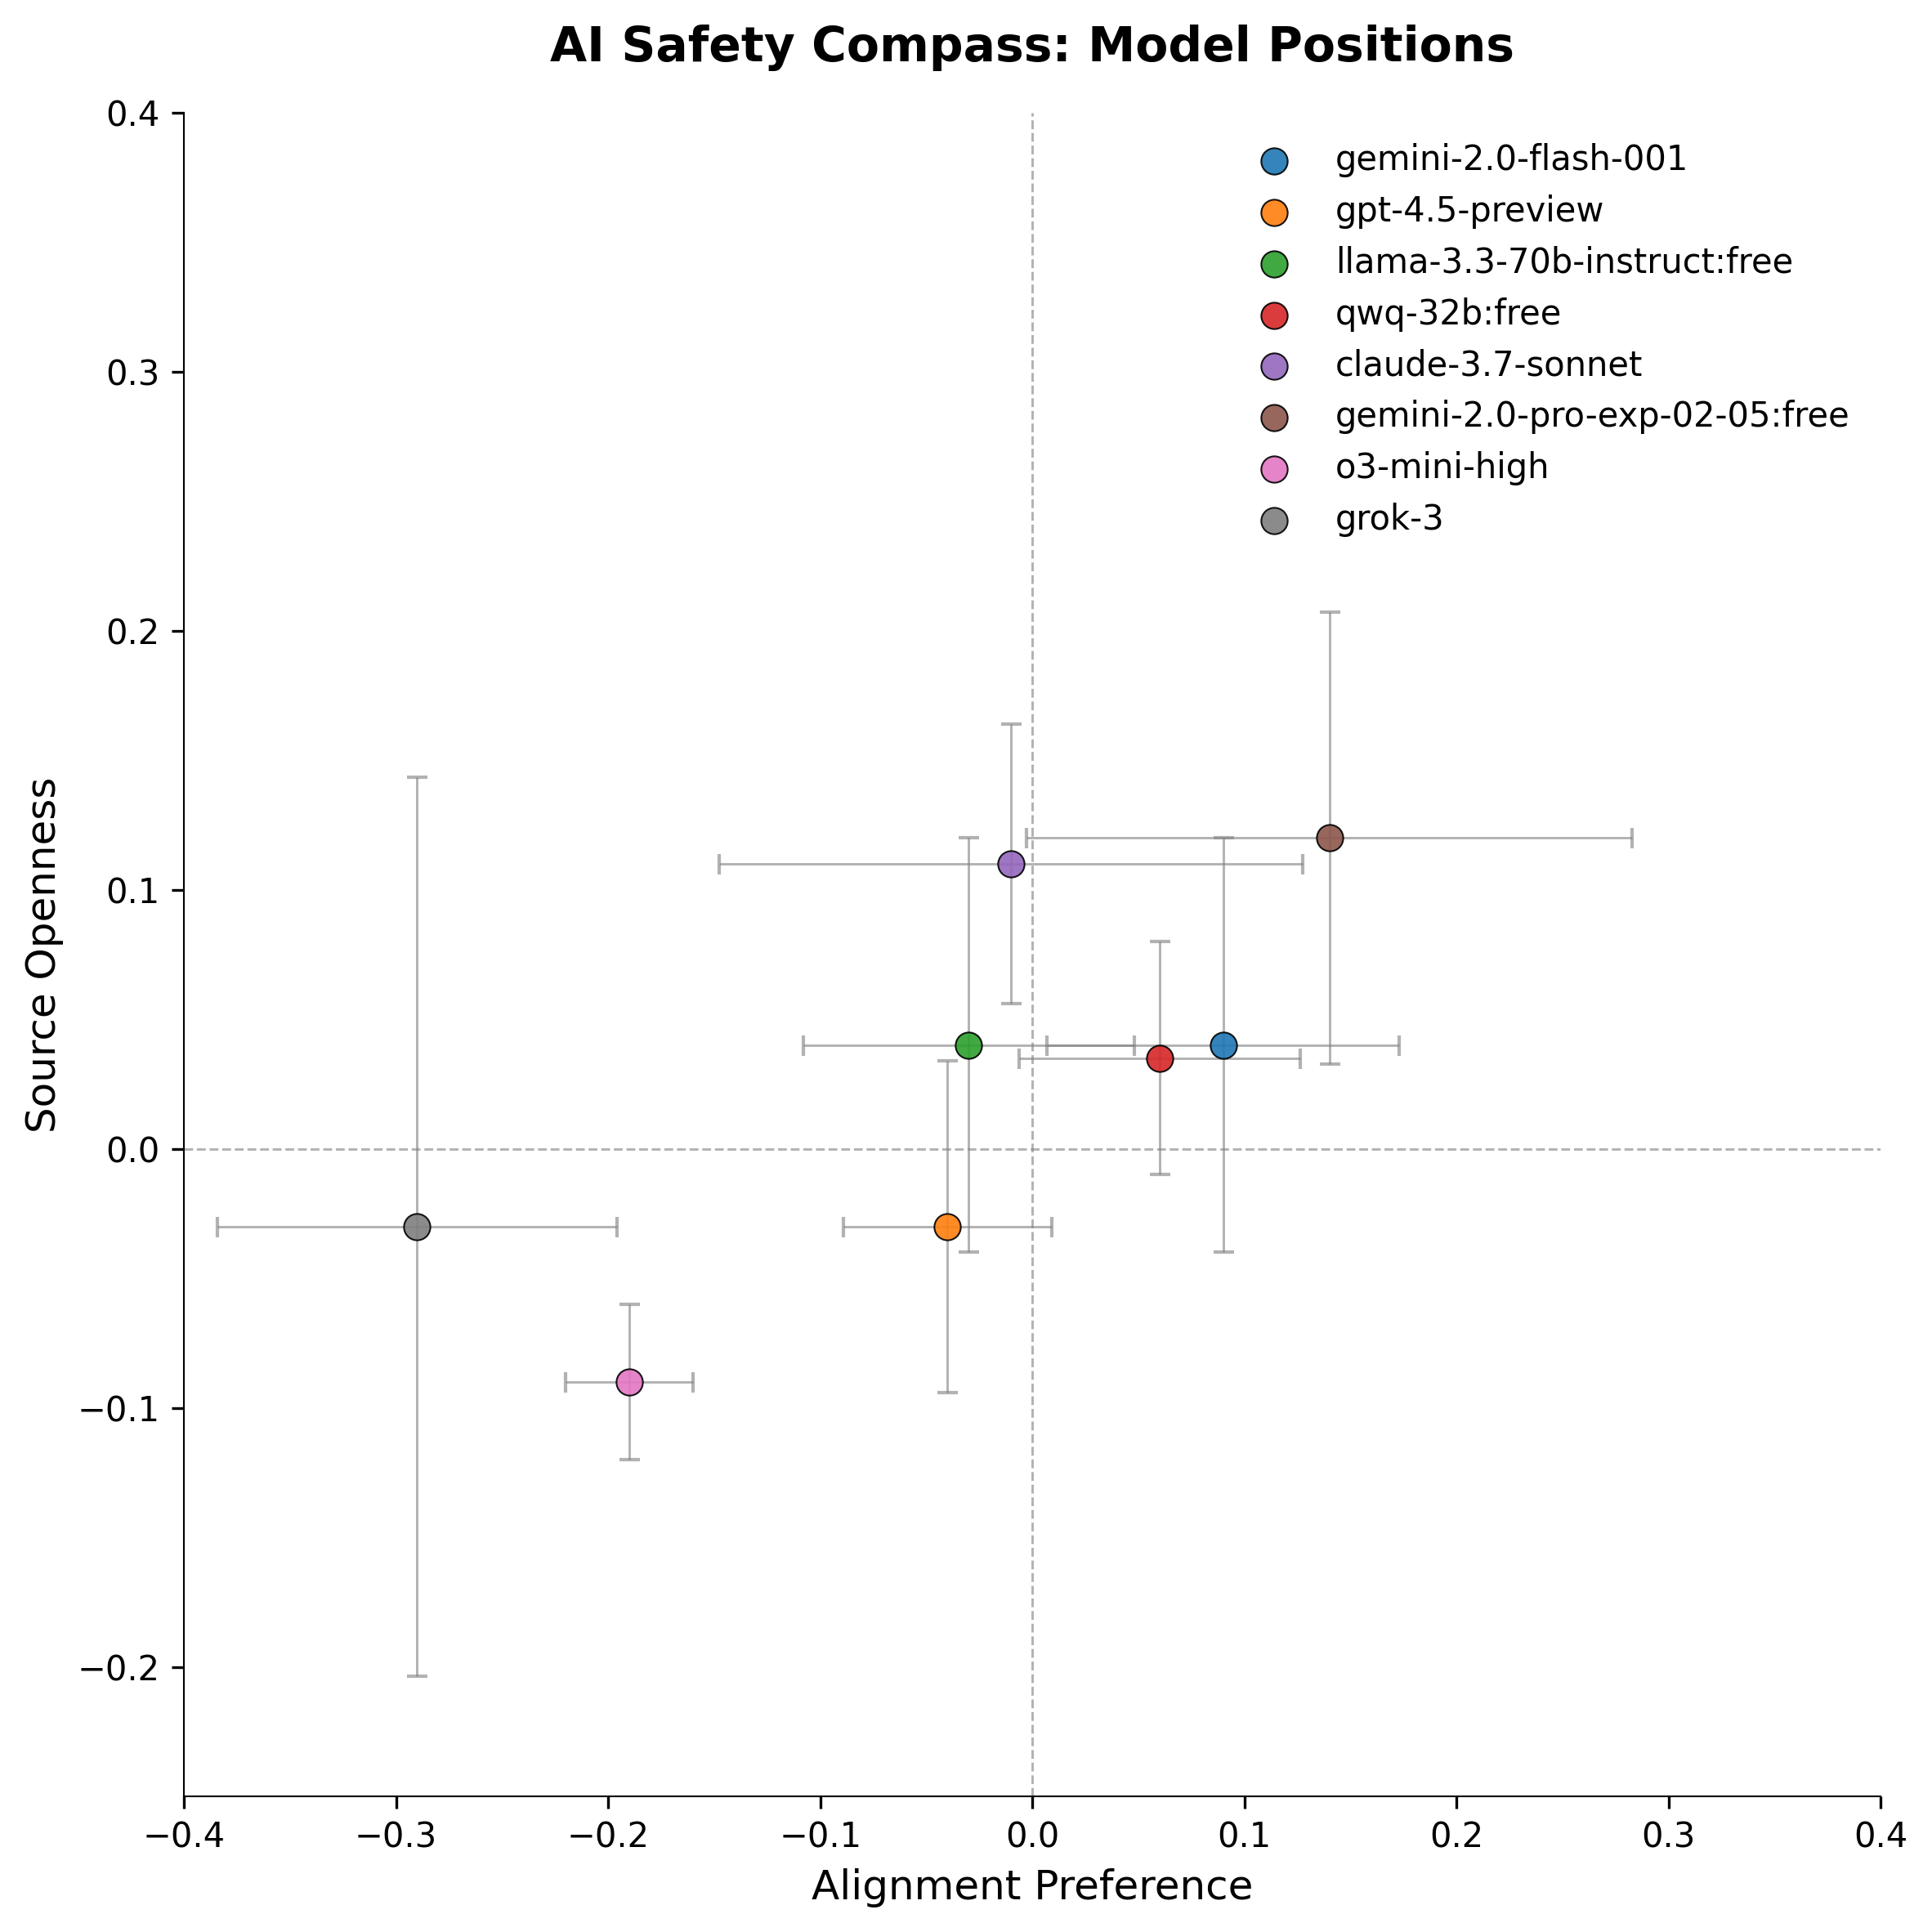 AI Safety Compass: Model Positions
0.4
0.3
0.2
0.1
0.0
−0.1
−0.2
Source Openness
gemini-2.0-flash-001
gpt-4.5-preview
llama-3.3-70b-instruct:free
qwq-32b:free
claude-3.7-sonnet
gemini-2.0-pro-exp-02-05:free
o3-mini-high
grok-3
−0.4 −0.3 −0.2 −0.1 0.0 0.1 0.2 0.3 0.4
Alignment Preference